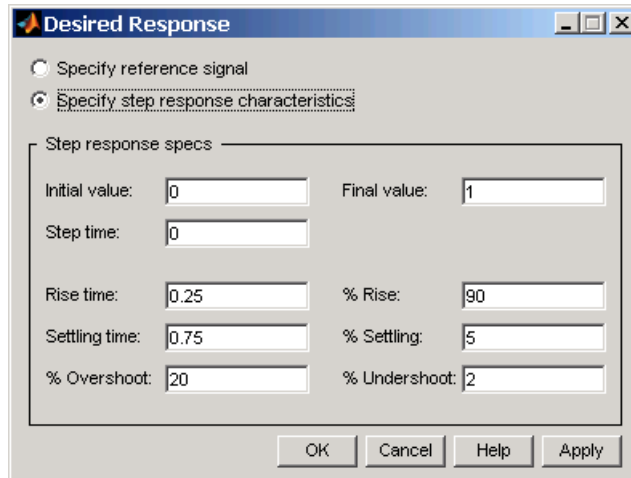 Desired Response
Specify reference signal
Specify step response characteristics
Step response specs
Initial value: 0 Final value: 1
Step time: 0
Rise time: 0.25 % Rise: 90
Settling time: 0.75 % Settling: 5
% Overshoot: 20 % Undershoot: 2
OK Cancel Help Apply